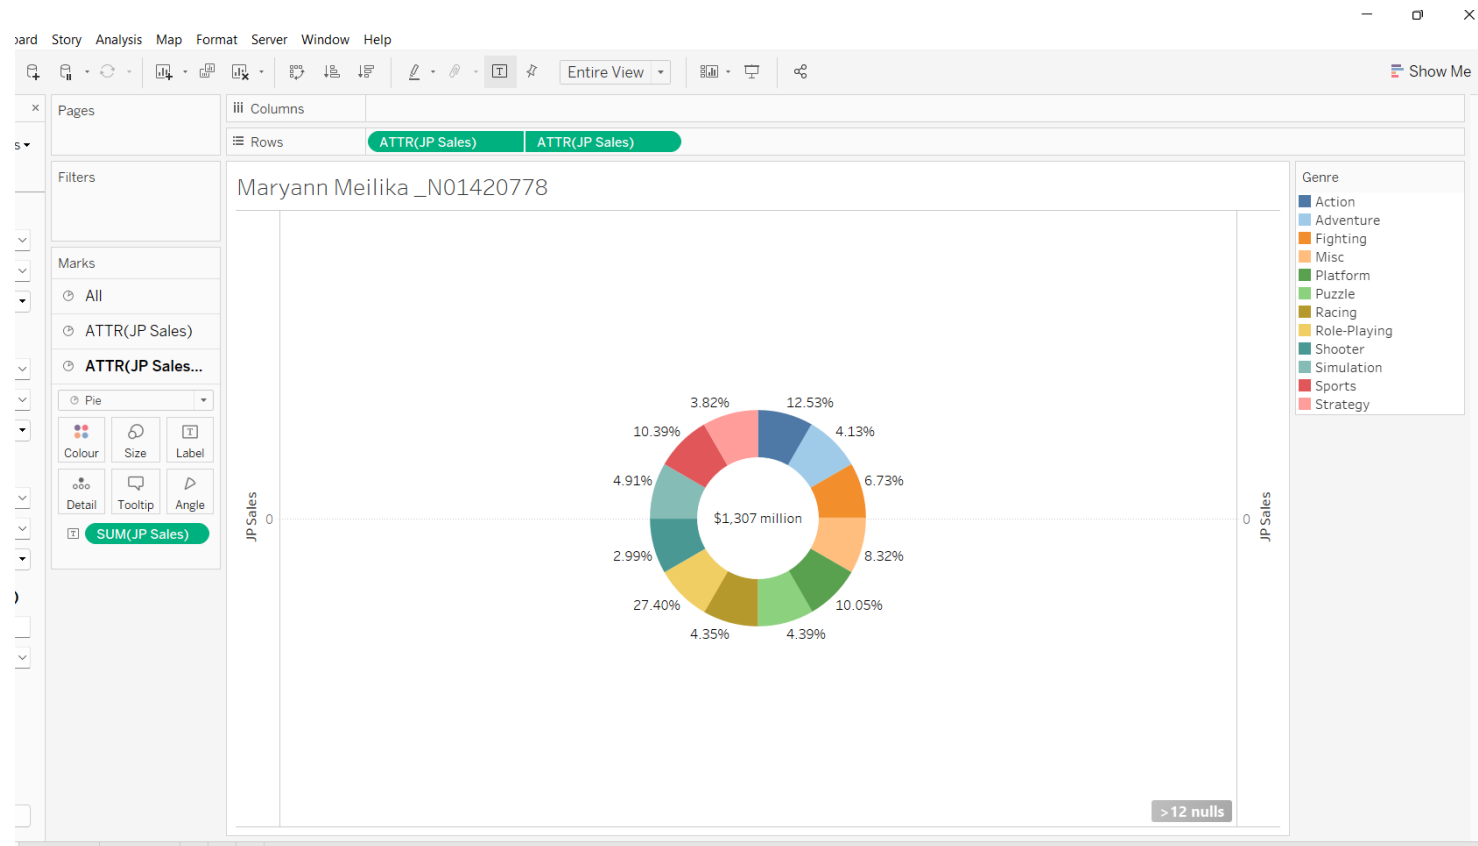 Story Analysis Map Format Server Window Help
Entire View
Show Me
Pages
Columns
Rows
ATTR(JP Sales) ATTR(JP Sales)
Filters
Maryann Meilika _N01420778
Marks
All
ATTR(JP Sales)
ATTR(JP Sales...
Pie
Colour Size Label
Detail Tooltip Angle
SUM(JP Sales)
JP Sales
0
3.82% 12.53%
10.39% 4.13%
4.91% 6.73%
$1,307 million
2.99% 8.32%
27.40% 10.05%
4.35% 4.39%
0
JP Sales
>12 nulls
Genre
Action
Adventure
Fighting
Misc
Platform
Puzzle
Racing
Role-Playing
Shooter
Simulation
Sports
Strategy